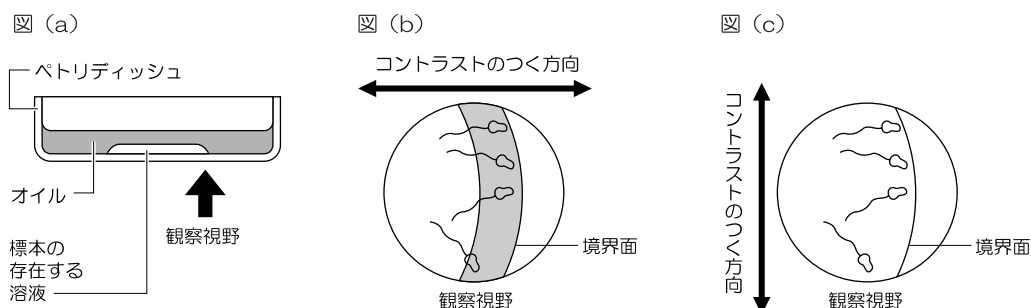 図（a）
ペトリディッシュ
オイル
標本の
存在する
溶液
観察視野
図（b）
コントラストのつく方向
境界面
観察視野
図（c）
コントラストのつく方向
境界面
観察視野